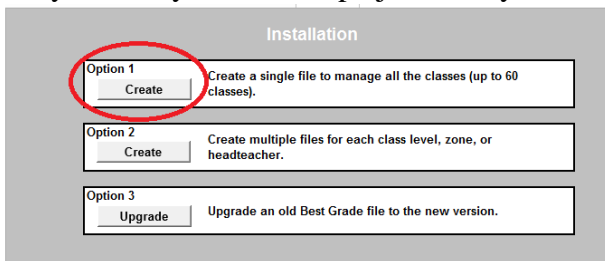 Installation
Option 1
Create
Create a single file to manage all the classes (up to 60
classes).
Option 2
Create
Create multiple files for each class level, zone, or
headteacher.
Option 3
Upgrade
Upgrade an old Best Grade file to the new version.